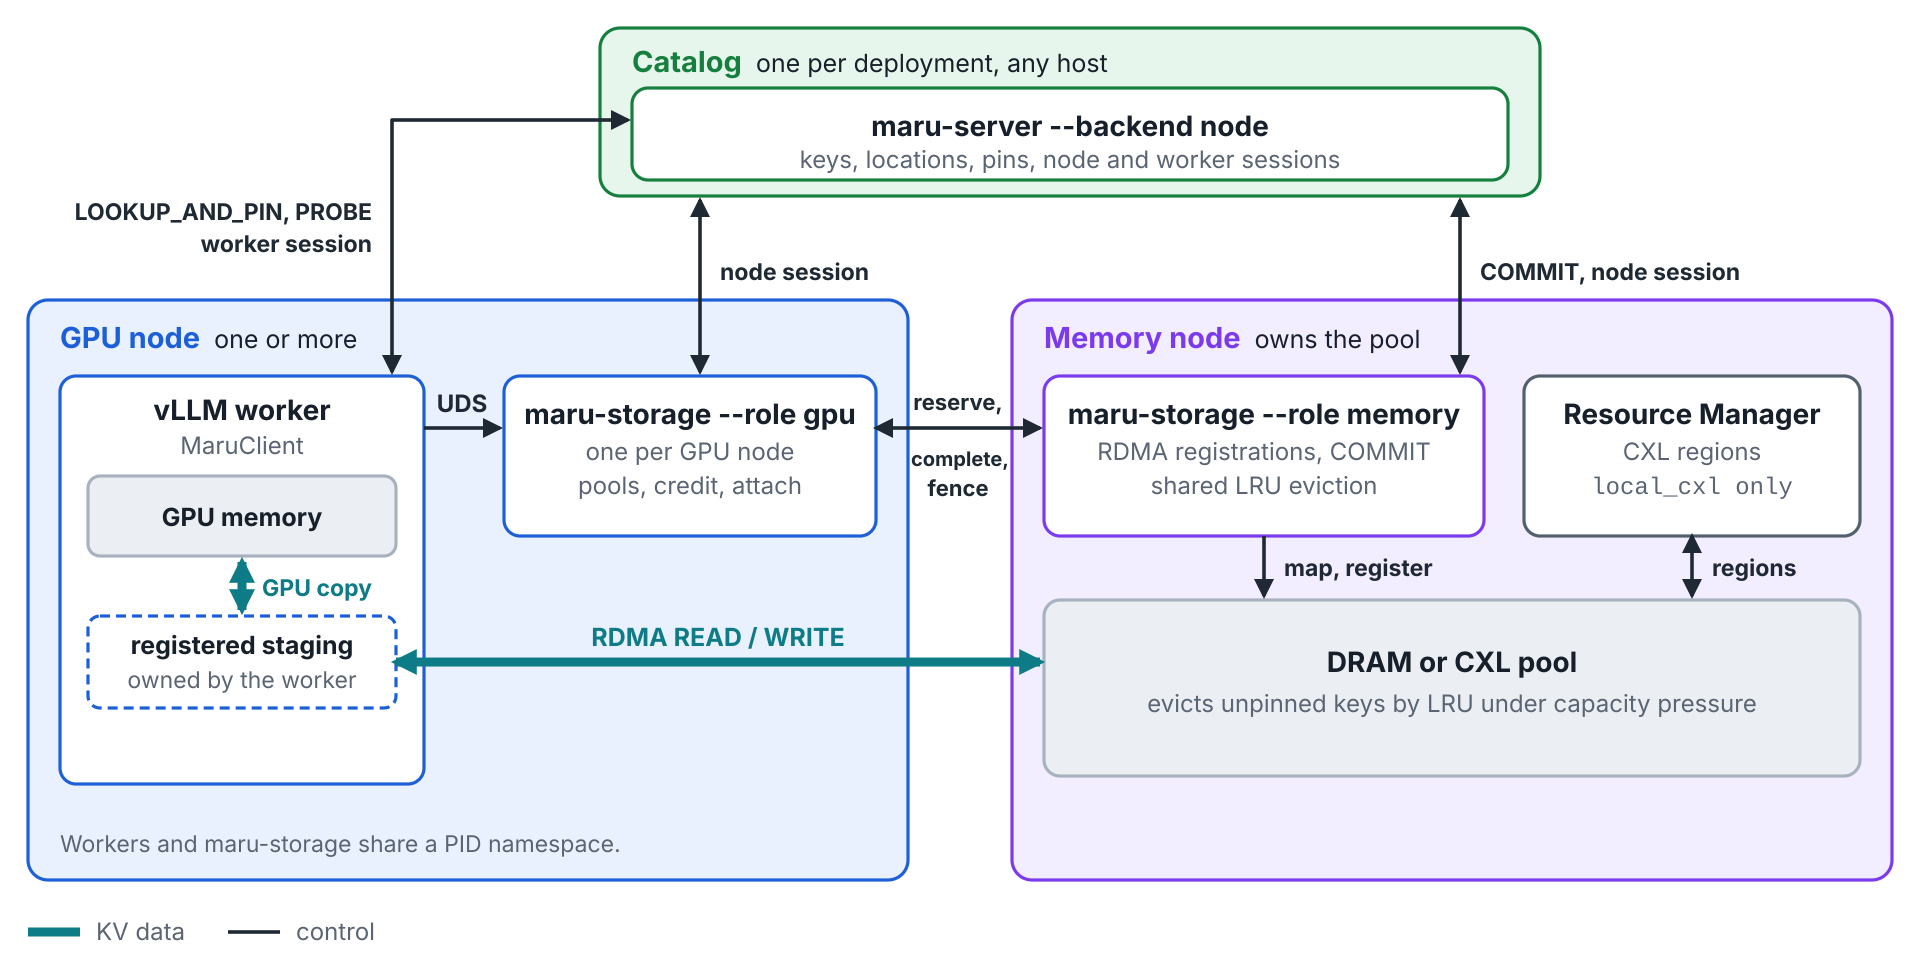 Catalog one per deployment, any host
maru-server --backend node
keys, locations, pins, node and worker sessions
LOOKUP_AND_PIN, PROBE
worker session
node session
COMMIT, node session
GPU node one or more
vLLM worker
MaruClient
GPU memory
GPU copy
registered staging
owned by the worker
UDS
maru-storage --role gpu
one per GPU node
pools, credit, attach
reserve,
complete,
fence
RDMA READ / WRITE
Workers and maru-storage share a PID namespace.
Memory node owns the pool
maru-storage --role memory
RDMA registrations, COMMIT
shared LRU eviction
Resource Manager
CXL regions
local_cxl only
map, register
regions
DRAM or CXL pool
evicts unpinned keys by LRU under capacity pressure
KV data
control